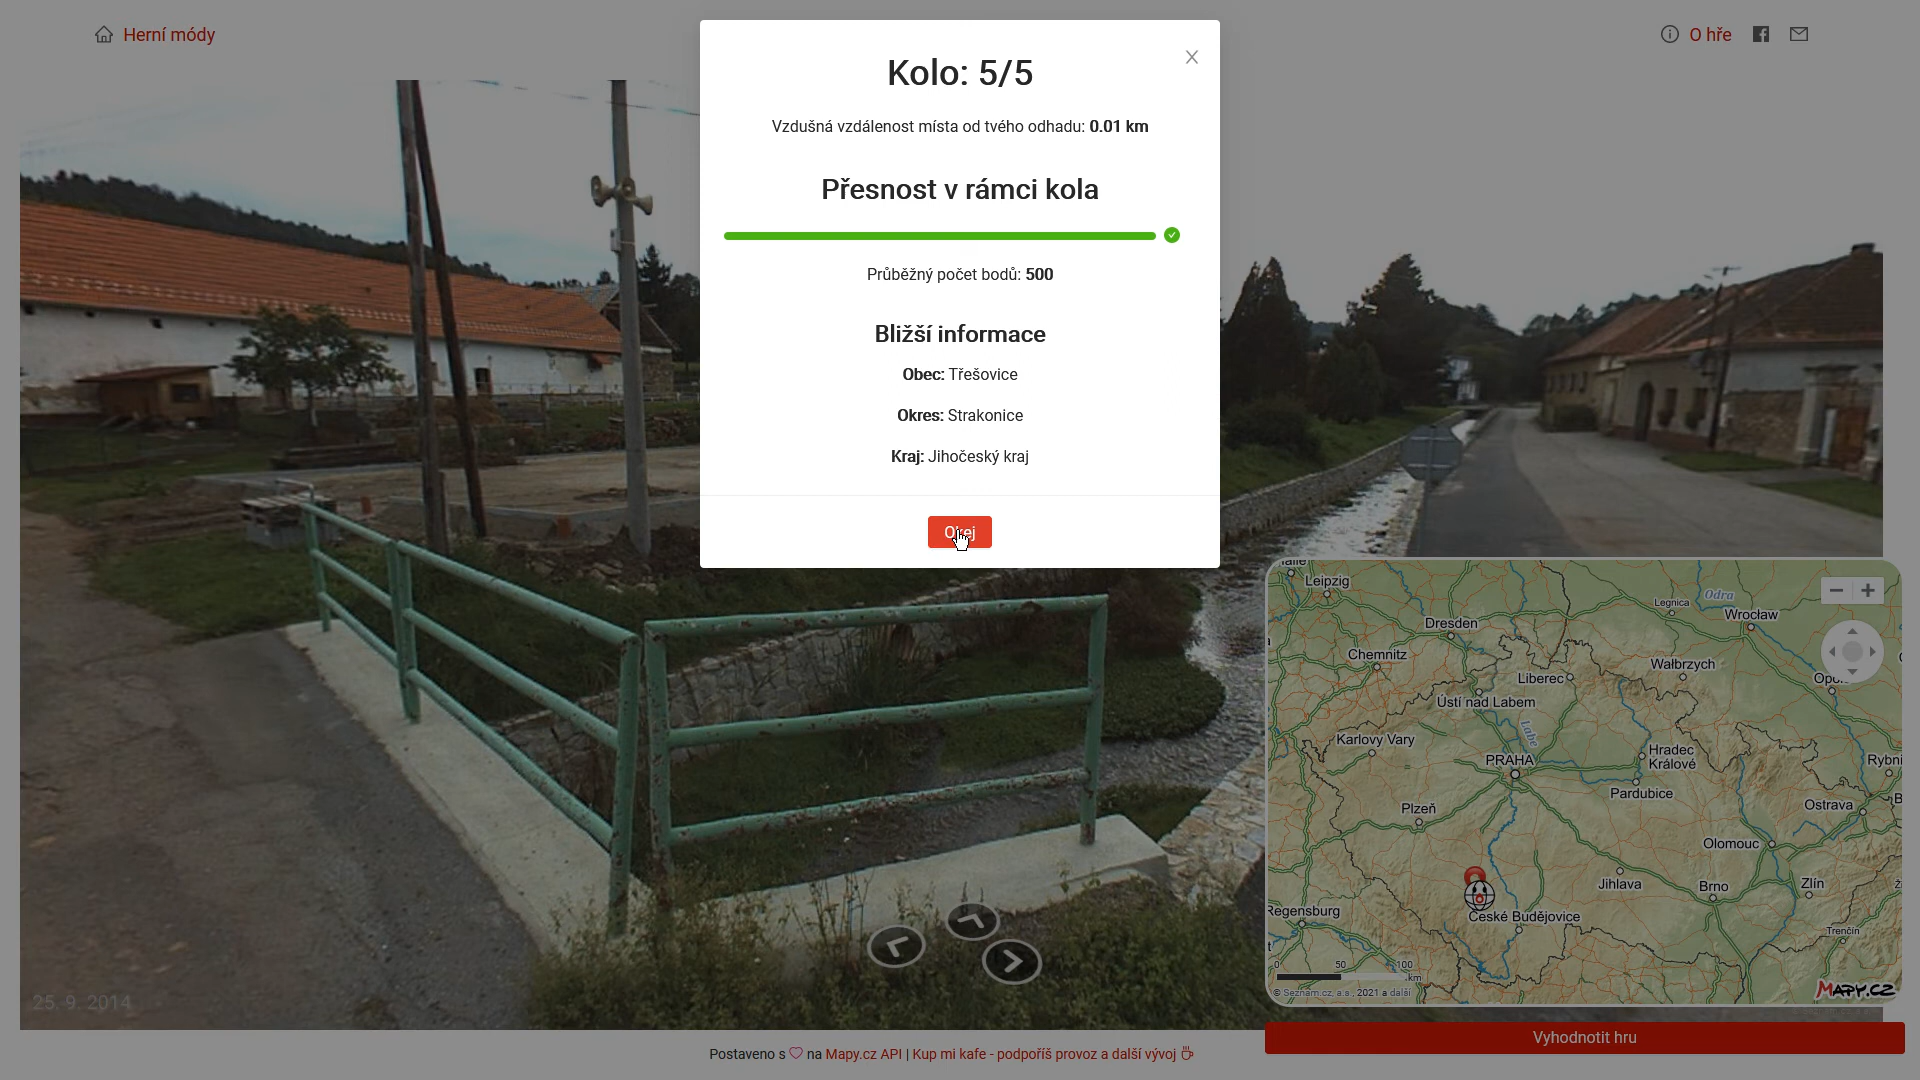 Herní módy
O hře
Kolo: 5/5
Vzdušná vzdálenost místa od tvého odhadu: 0.01 km
Přesnost v rámci kola
Průběžný počet bodů: 500
Bližší informace
Obec: Třešovice
Okres: Strakonice
Kraj: Jihočeský kraj
Leipzig
Legnica
Odra
Wrocław
Dresden
Chemnitz
Wałbrzych
Liberec
Ústí nad Labem
Labe
Karlovy Vary
PRAHA
Hradec
Králové
Pardubice
Plzeň
Ostrava
Olomouc
Jihlava
Brno
Zlín
Regensburg
České Budějovice
Trenčín
0 50 100
km
© Seznam.cz, a.s., 2021 a další
MAPY.CZ
25. 9. 2014
Vyhodnotit hru
Postaveno s na Mapy.cz API | Kup mi kafe - podpoříš provoz a další vývoj